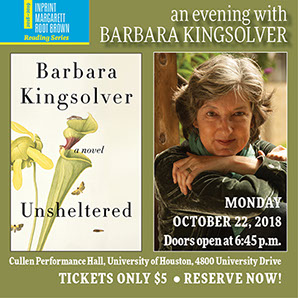 INPRINT
MARGARETT
ROOT BROWN
Reading Series
an evening with
BARBARA KINGSOLVER
Barbara
Kingsolver
a novel
Unsheltered
MONDAY
OCTOBER 22, 2018
Doors open at 6:45 p.m.
Cullen Performance Hall, University of Houston, 4800 University Drive
TICKETS ONLY $5 ● RESERVE NOW!